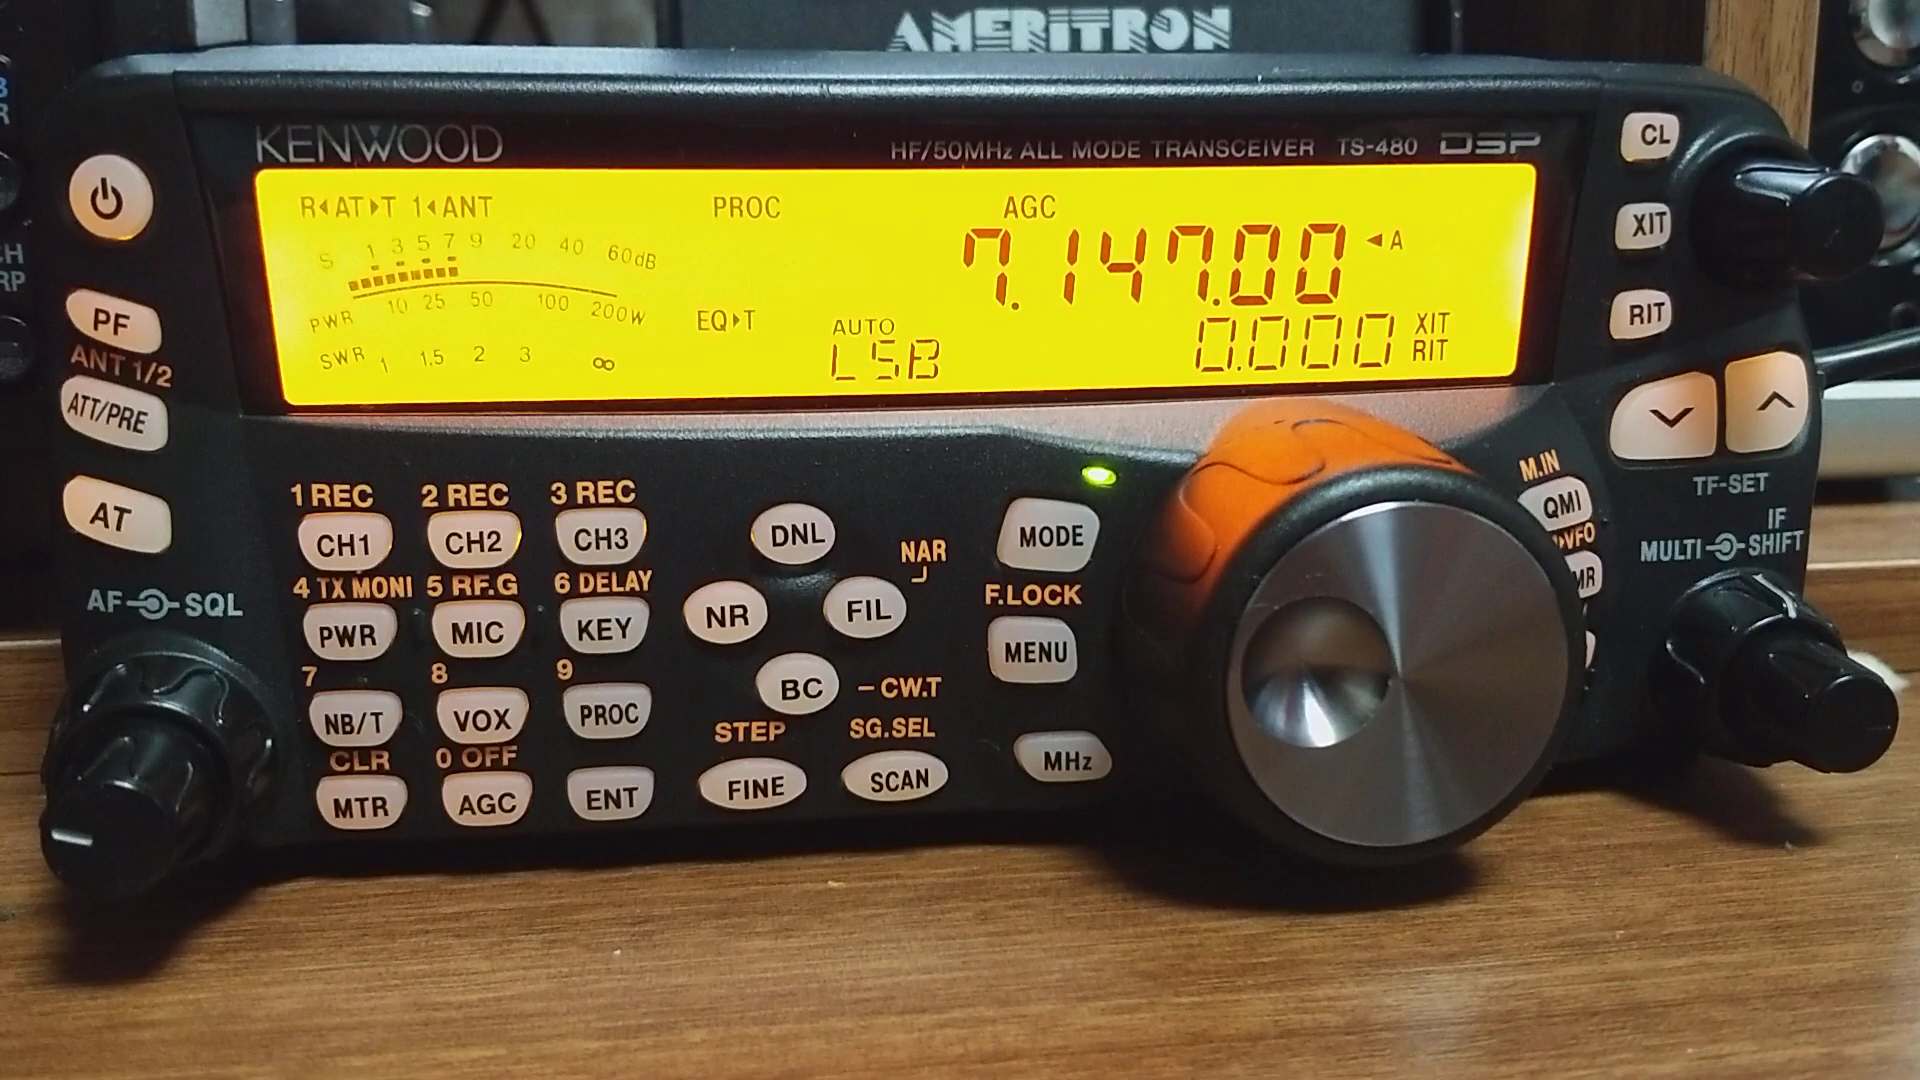 AMERITRON
KENWOOD
HF/50MHz ALL MODE TRANSCEIVER TS-480 DSP
R◂AT▸T 1◂ANT PROC AGC
S 1 3 5 7 9 20 40 60dB
7.147.00 ◂A
PWR 10 25 50 100 200W
EQ▸T AUTO
LSB
0.000 XIT
RIT
SWR 1 1.5 2 3 ∞
CL
XIT
RIT
PF
ANT 1/2
ATT/PRE
AT
AF SQL
1 REC 2 REC 3 REC
CH1 CH2 CH3
4 TX MONI 5 RF.G 6 DELAY
PWR MIC KEY
7 8 9
NB/T VOX PROC
CLR 0 OFF
MTR AGC ENT
DNL
NAR
NR FIL
BC – CW.T
STEP SG.SEL
FINE SCAN
MODE
F.LOCK
MENU
MHz
M.IN
QMI
▸VFO
MR
TF-SET
IF
MULTI SHIFT